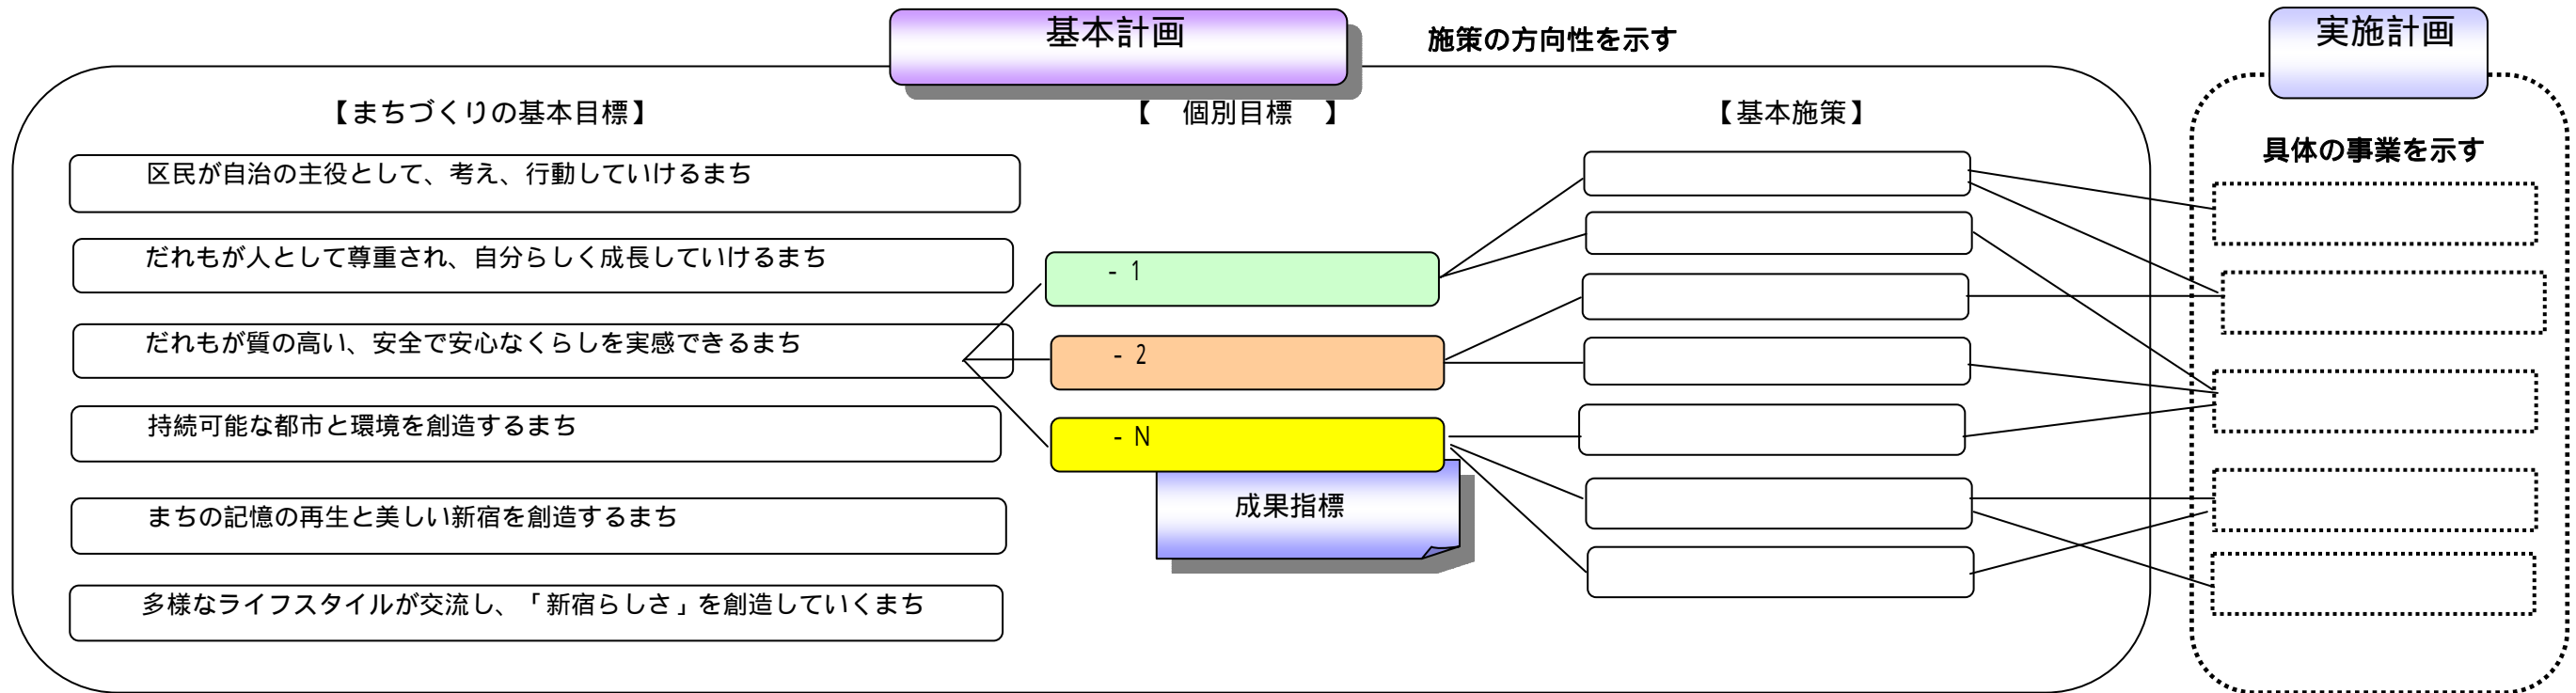 基本計画
施策の方向性を示す
実施計画
【まちづくりの基本目標】
【 個別目標 】
【基本施策】
具体の事業を示す
区民が自治の主役として、考え、行動していけるまち
だれもが人として尊重され、自分らしく成長していけるまち
だれもが質の高い、安全で安心なくらしを実感できるまち
持続可能な都市と環境を創造するまち
まちの記憶の再生と美しい新宿を創造するまち
多様なライフスタイルが交流し、「新宿らしさ」を創造していくまち
- 1
- 2
- N
成果指標